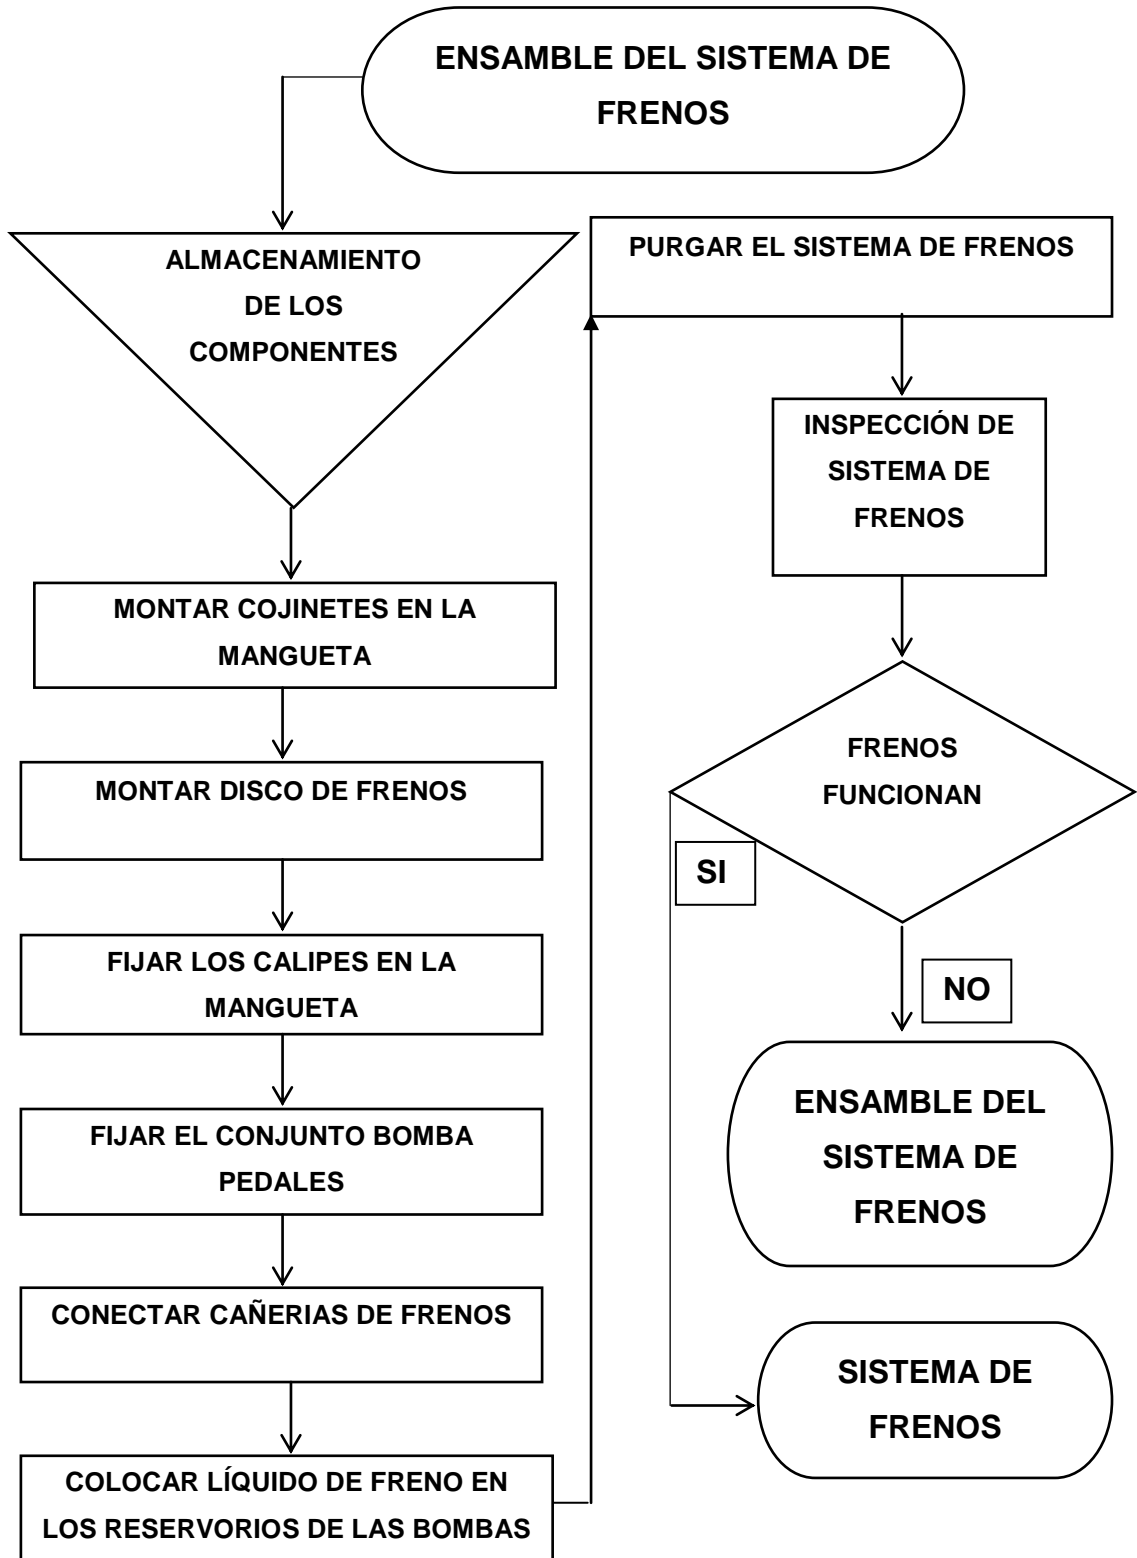 ENSAMBLE DEL SISTEMA DE
FRENOS
ALMACENAMIENTO
DE LOS
COMPONENTES
MONTAR COJINETES EN LA
MANGUETA
MONTAR DISCO DE FRENOS
FIJAR LOS CALIPES EN LA
MANGUETA
FIJAR EL CONJUNTO BOMBA
PEDALES
CONECTAR CAÑERIAS DE FRENOS
COLOCAR LÍQUIDO DE FRENO EN
LOS RESERVORIOS DE LAS BOMBAS
PURGAR EL SISTEMA DE FRENOS
INSPECCIÓN DE
SISTEMA DE
FRENOS
FRENOS
FUNCIONAN
SI
NO
ENSAMBLE DEL
SISTEMA DE
FRENOS
SISTEMA DE
FRENOS